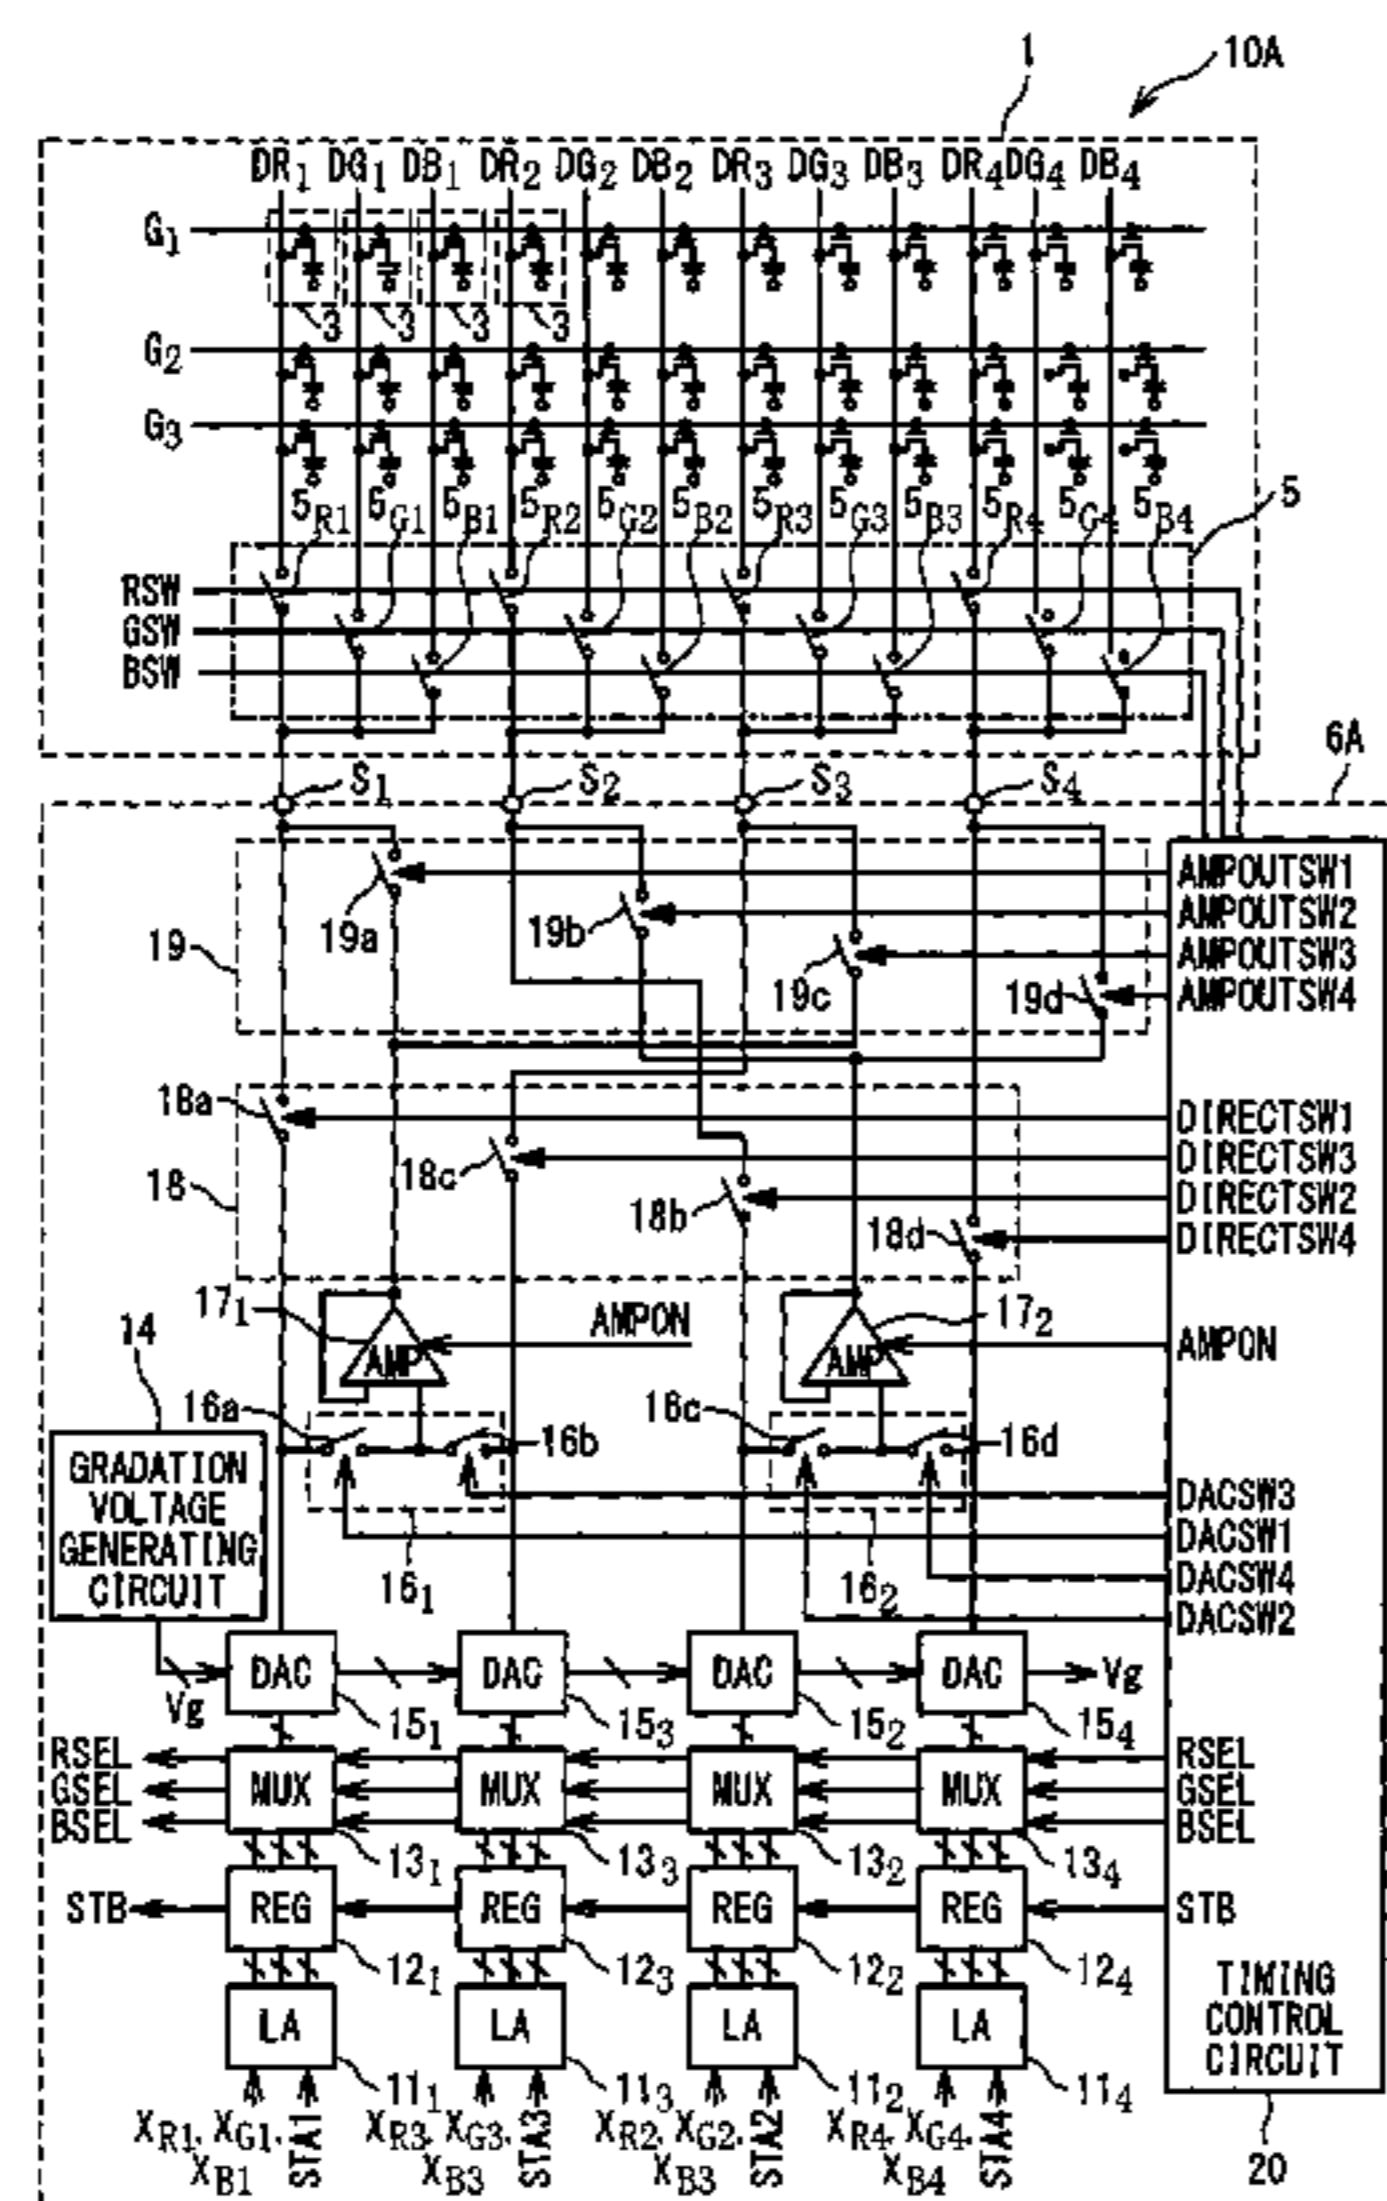 10A
1
DR1 DG1 DB1 DR2 DG2 DB2 DR3 DG3 DB3 DR4 DG4 DB4
G1
3 3 3 3
G2
G3
5R1 5G1 5B1 5R2 5G2 5B2 5R3 5G3 5B3 5R4 5G4 5B4
5
RSW
GSW
BSW
6A
S1 S2 S3 S4
AMPOUTSW1
AMPOUTSW2
AMPOUTSW3
AMPOUTSW4
19 19a 19b 19c 19d
18a
DIRECTSW1
DIRECTSW3
DIRECTSW2
DIRECTSW4
18 18c 18b 18d
14
171 AMPON 172
AMP AMP
AMPON
16a 16b 16c 16d
GRADATION
VOLTAGE
GENERATING
CIRCUIT
DACSW3
DACSW1
DACSW4
DACSW2
161 162
Vg DAC DAC DAC DAC Vg
151 153 152 154
RSEL RSEL
GSEL MUX MUX MUX MUX GSEL
BSEL BSEL
131 133 132 134
STB REG REG REG REG STB
121 123 122 124
LA LA LA LA
TIMING
CONTROL
CIRCUIT
111 113 112 114
XR1, XG1, XR3, XG3, XR2, XG2, XR4, XG4,
XB1 STA1 XB3 STA3 XB3 STA2 XB4 STA4
20